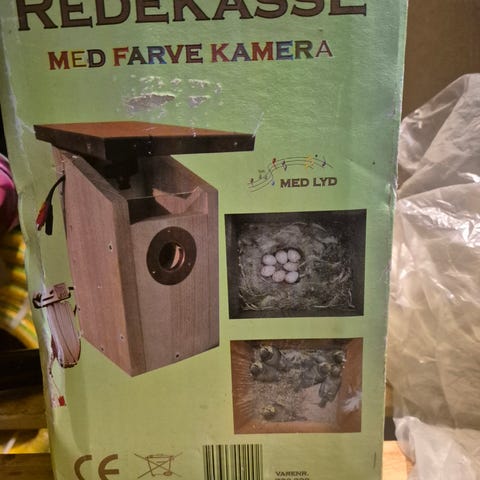 REDEKASSE
MED FARVE KAMERA
MED LYD
CE
VARENR.